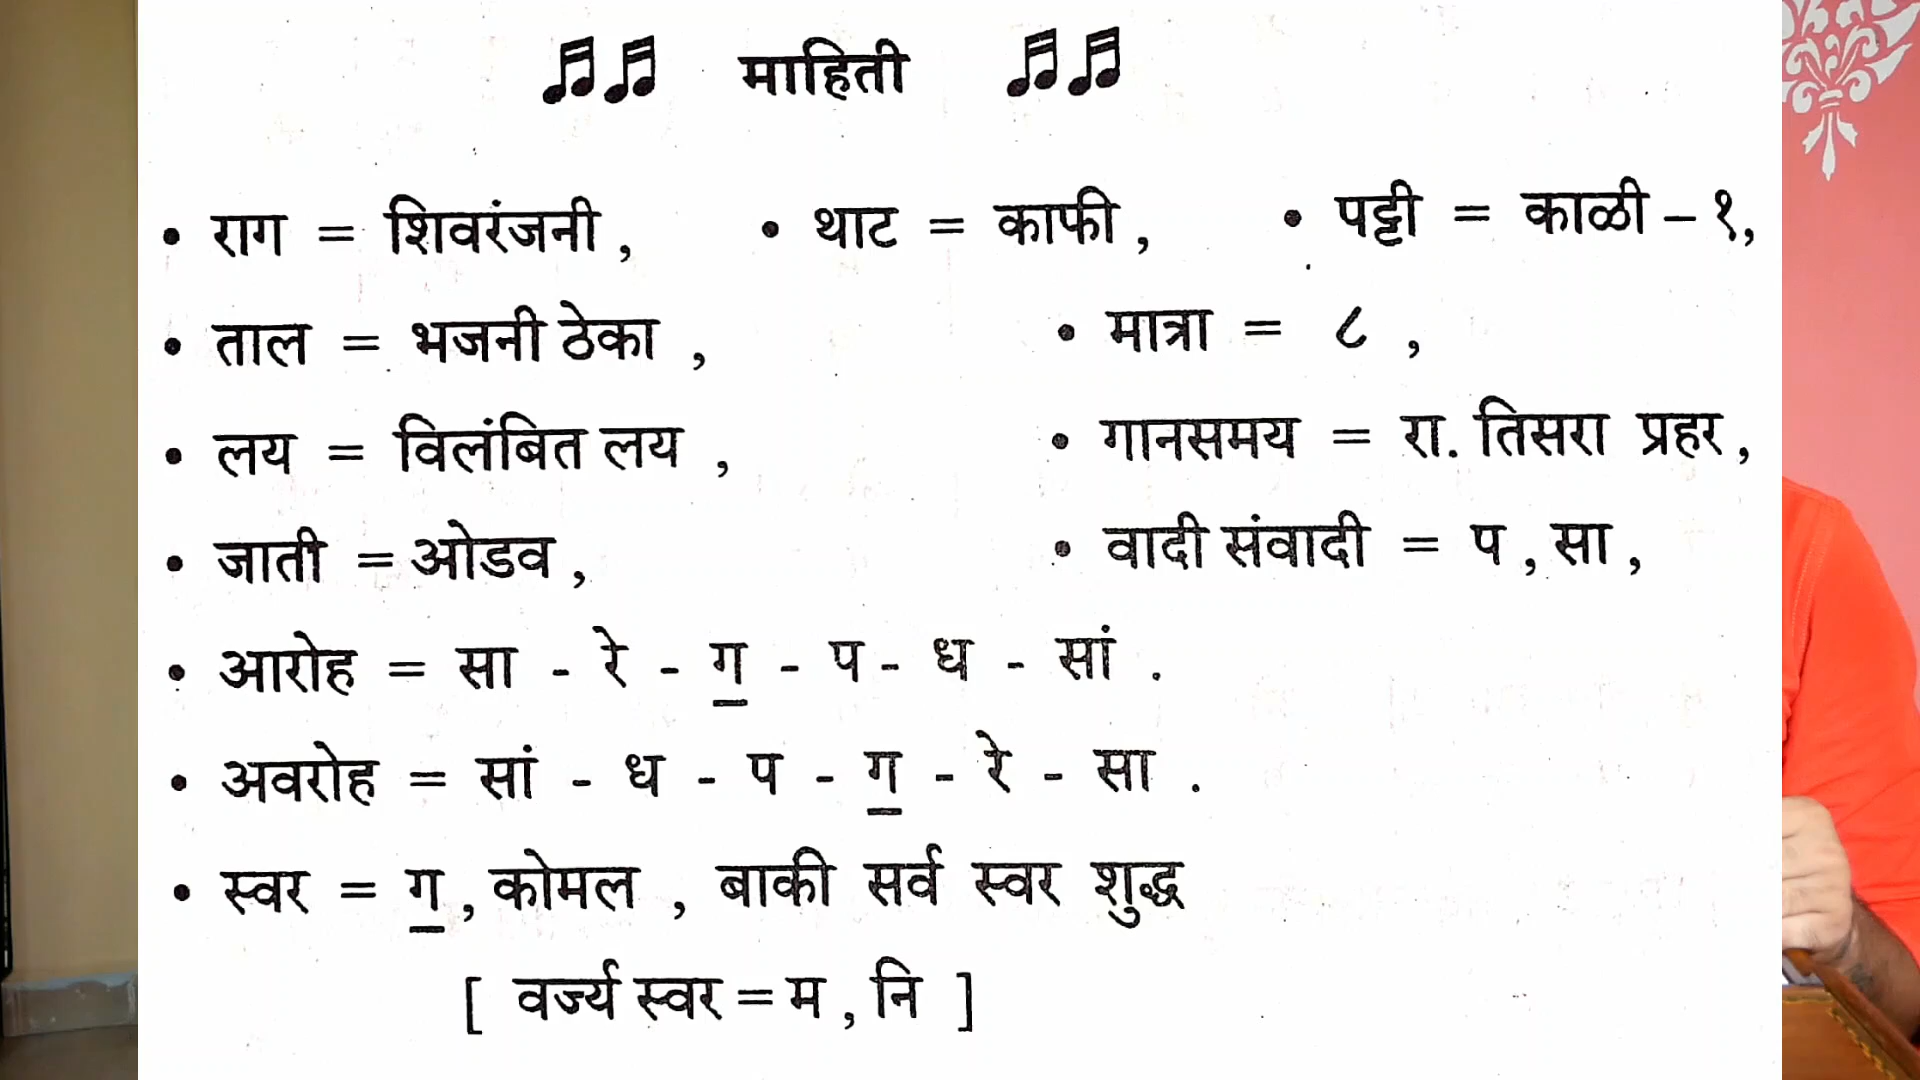 माहिती
• राग = शिवरंजनी, • थाट = काफी, • पट्टी = काळी – १,
• ताल = भजनी ठेका, • मात्रा = ८,
• लय = विलंबित लय, • गानसमय = रा. तिसरा प्रहर,
• जाती = ओडव, • वादी संवादी = प, सा,
• आरोह = सा - रे - ग॒ - प - ध - सां.
• अवरोह = सां - ध - प - ग॒ - रे - सा.
• स्वर = ग॒, कोमल, बाकी सर्व स्वर शुद्ध
[ वर्ज्य स्वर = म, नि ]